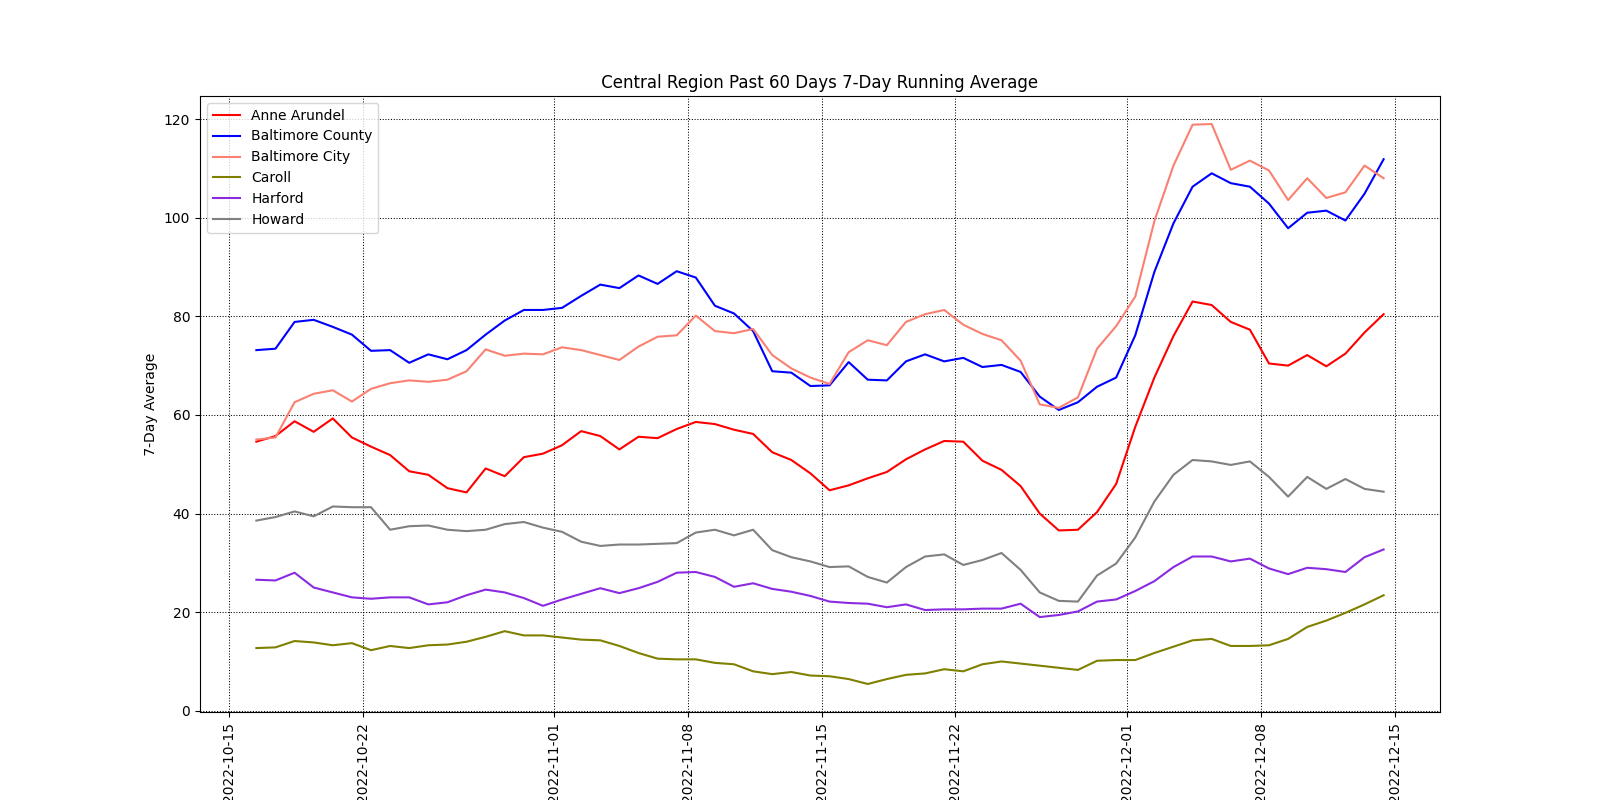 Central Region Past 60 Days 7-Day Running Average
Anne Arundel
Baltimore County
Baltimore City
Caroll
Harford
Howard
120
100
80
60
40
20
0
7-Day Average
2022-10-15
2022-10-22
2022-11-01
2022-11-08
2022-11-15
2022-11-22
2022-12-01
2022-12-08
2022-12-15